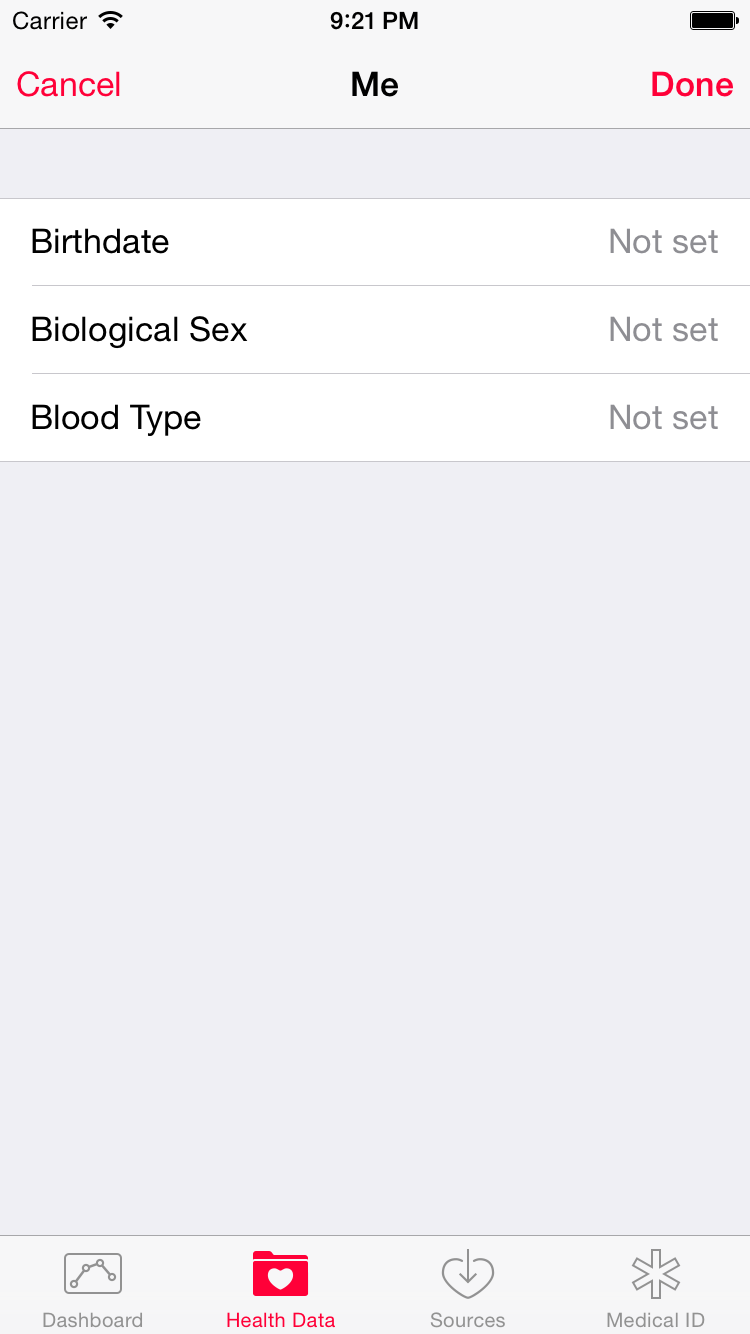 Carrier 9:21 PM
Cancel Me Done
Birthdate Not set
Biological Sex Not set
Blood Type Not set
Dashboard Health Data Sources Medical ID